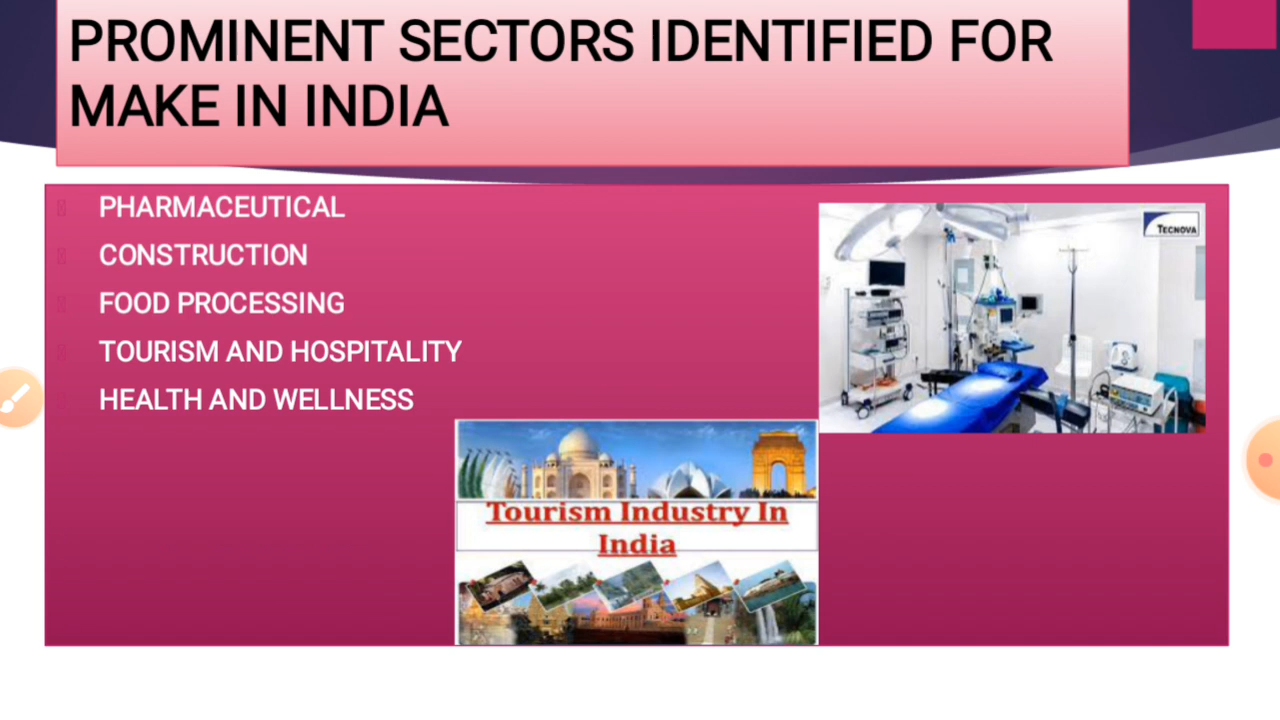 PROMINENT SECTORS IDENTIFIED FOR
MAKE IN INDIA
PHARMACEUTICAL
CONSTRUCTION
FOOD PROCESSING
TOURISM AND HOSPITALITY
HEALTH AND WELLNESS
TECNOVA
Tourism Industry In
India